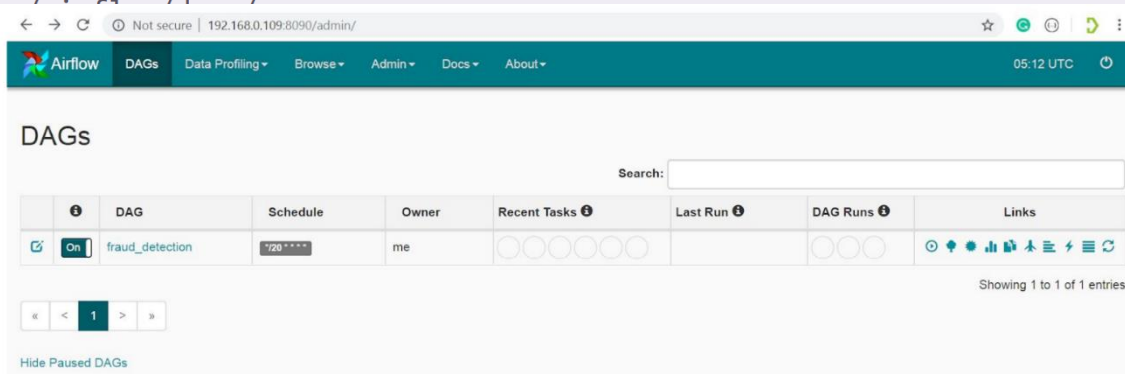 Not secure | 192.168.0.109:8090/admin/
Airflow DAGs Data Profiling Browse Admin Docs About 05:12 UTC
DAGs
Search:
DAG Schedule Owner Recent Tasks Last Run DAG Runs Links
On fraud_detection */20 * * * * me
Showing 1 to 1 of 1 entries
« < 1 > »
Hide Paused DAGs